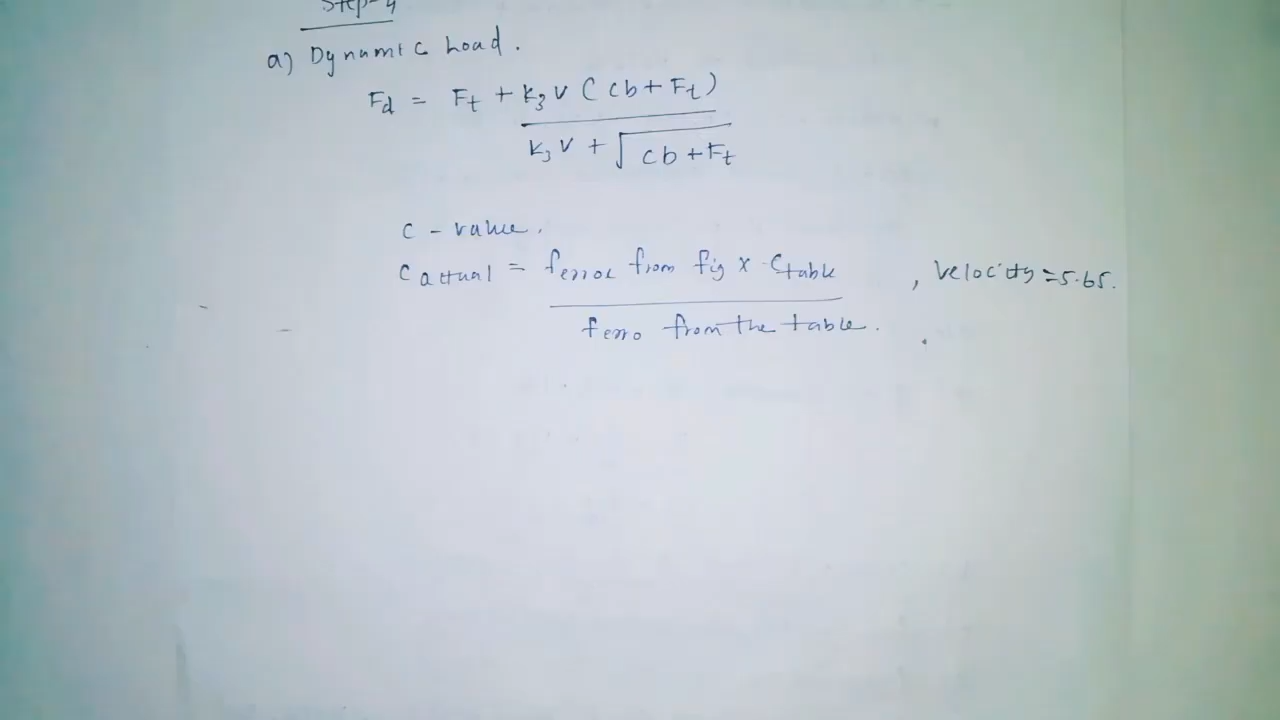 Step-4
a) Dynamic Load.
Fd = Ft + k3 v (cb + Ft)
k3 v + √cb + Ft
c - value.
c actual = ferror from fig x Ctable , velocity = 5.65.
ferro from the table.